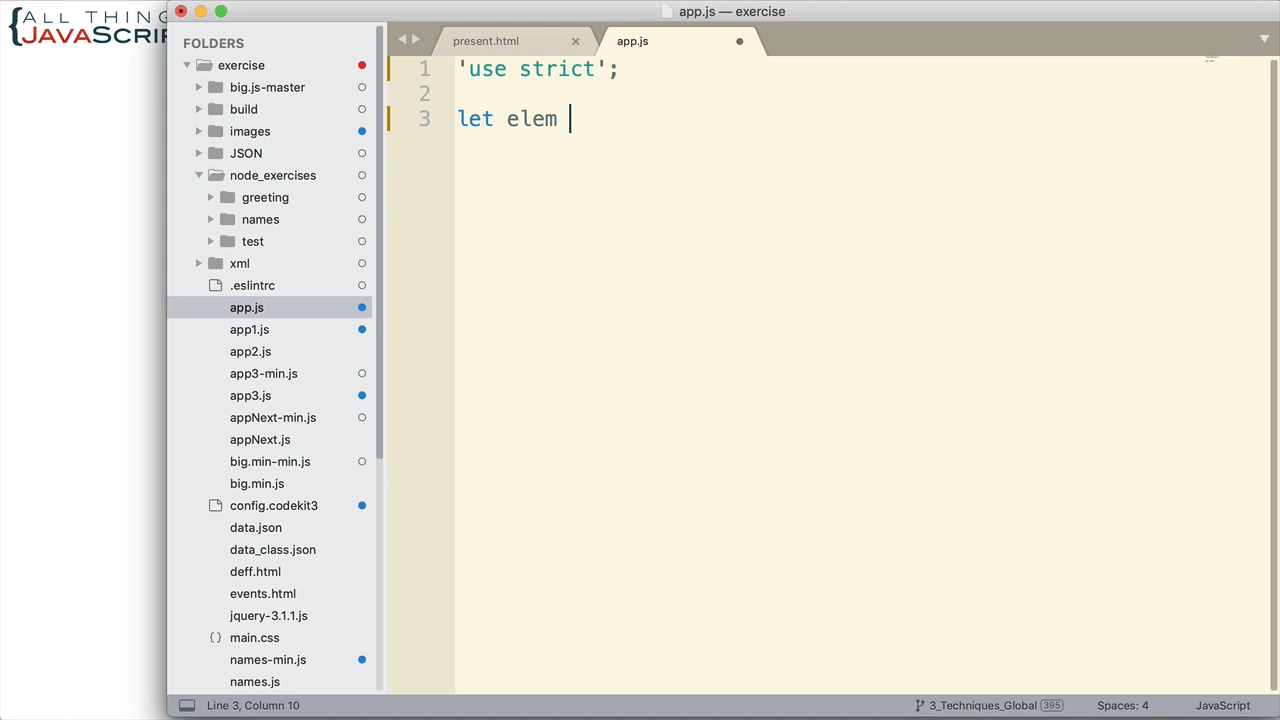 ALL THIN
JAVASCRI
app.js — exercise
FOLDERS
exercise
big.js-master
build
images
JSON
node_exercises
greeting
names
test
xml
.eslintrc
app.js
app1.js
app2.js
app3-min.js
app3.js
appNext-min.js
appNext.js
big.min-min.js
big.min.js
config.codekit3
data.json
data_class.json
deff.html
events.html
jquery-3.1.1.js
{} main.css
names-min.js
names.js
present.html
app.js
1 'use strict';
2
3 let elem
Line 3, Column 10
3_Techniques_Global 395
Spaces: 4
JavaScript